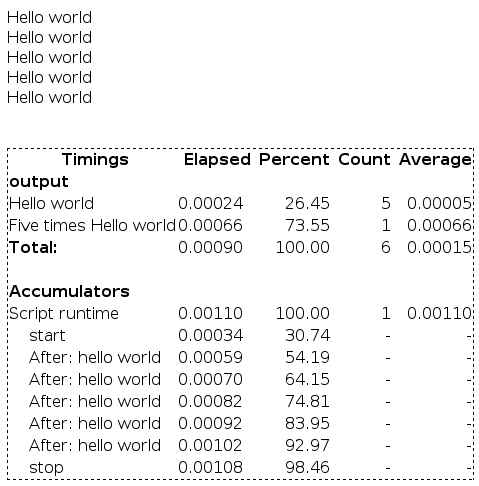 Hello world
Hello world
Hello world
Hello world
Hello world
Timings Elapsed Percent Count Average
output
Hello world 0.00024 26.45 5 0.00005
Five times Hello world 0.00066 73.55 1 0.00066
Total: 0.00090 100.00 6 0.00015
Accumulators
Script runtime 0.00110 100.00 1 0.00110
start 0.00034 30.74 - -
After: hello world 0.00059 54.19 - -
After: hello world 0.00070 64.15 - -
After: hello world 0.00082 74.81 - -
After: hello world 0.00092 83.95 - -
After: hello world 0.00102 92.97 - -
stop 0.00108 98.46 - -